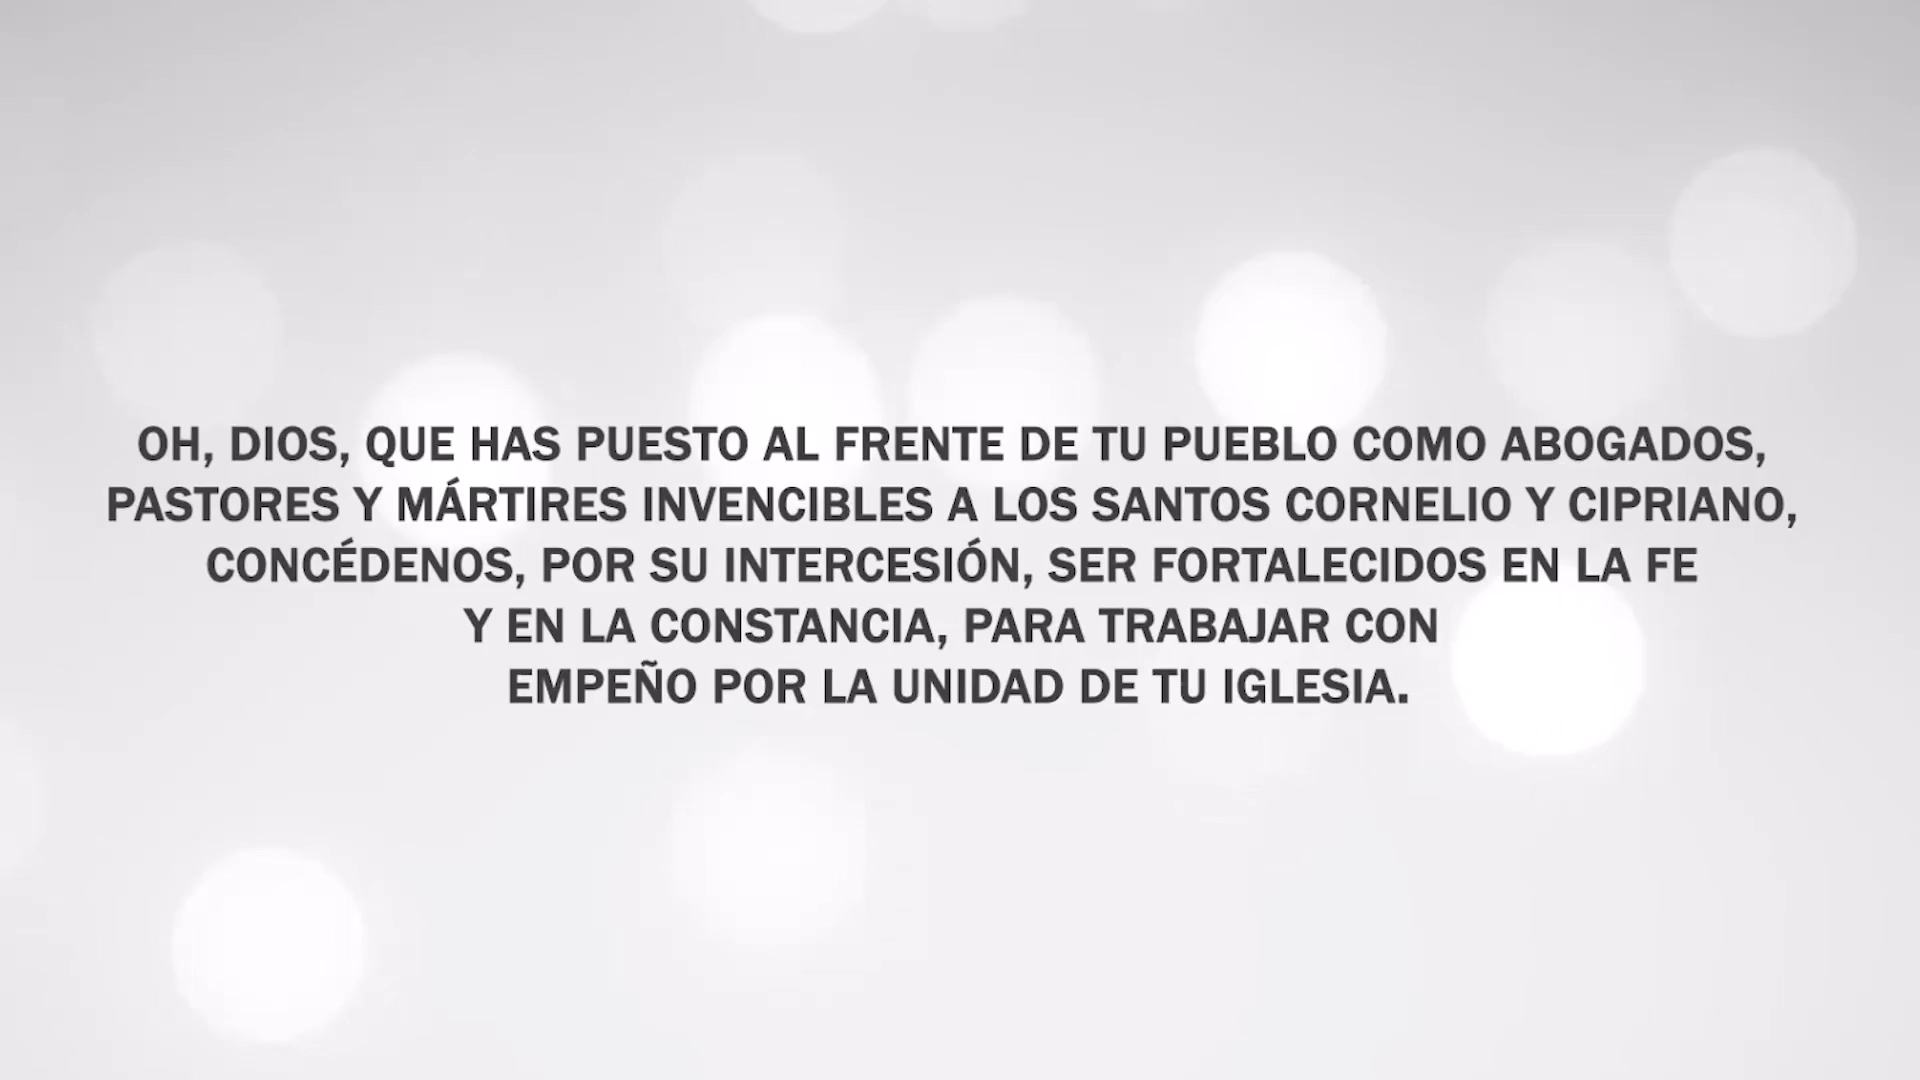 OH, DIOS, QUE HAS PUESTO AL FRENTE DE TU PUEBLO COMO ABOGADOS,
PASTORES Y MÁRTIRES INVENCIBLES A LOS SANTOS CORNELIO Y CIPRIANO,
CONCÉDENOS, POR SU INTERCESIÓN, SER FORTALECIDOS EN LA FE
Y EN LA CONSTANCIA, PARA TRABAJAR CON
EMPEÑO POR LA UNIDAD DE TU IGLESIA.